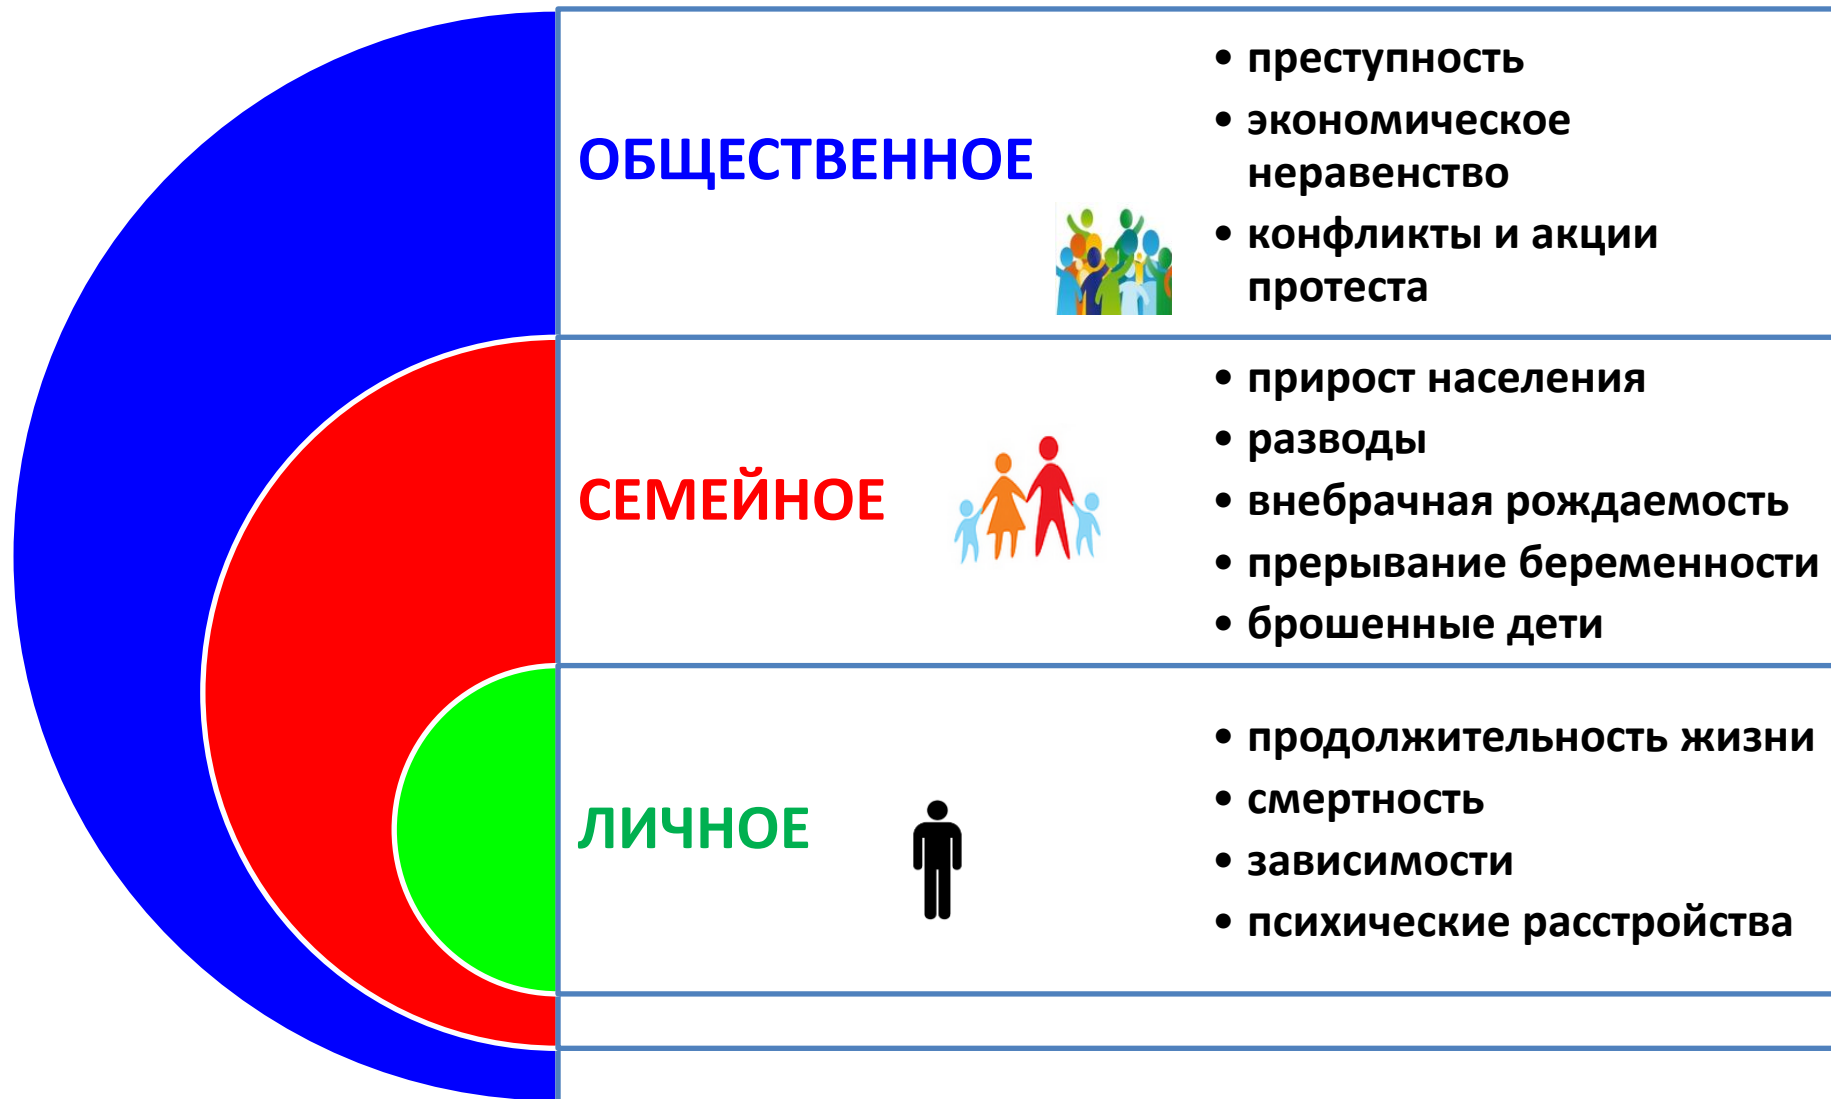 ОБЩЕСТВЕННОЕ
• преступность
• экономическое
неравенство
• конфликты и акции
протеста
СЕМЕЙНОЕ
• прирост населения
• разводы
• внебрачная рождаемость
• прерывание беременности
• брошенные дети
ЛИЧНОЕ
• продолжительность жизни
• смертность
• зависимости
• психические расстройства